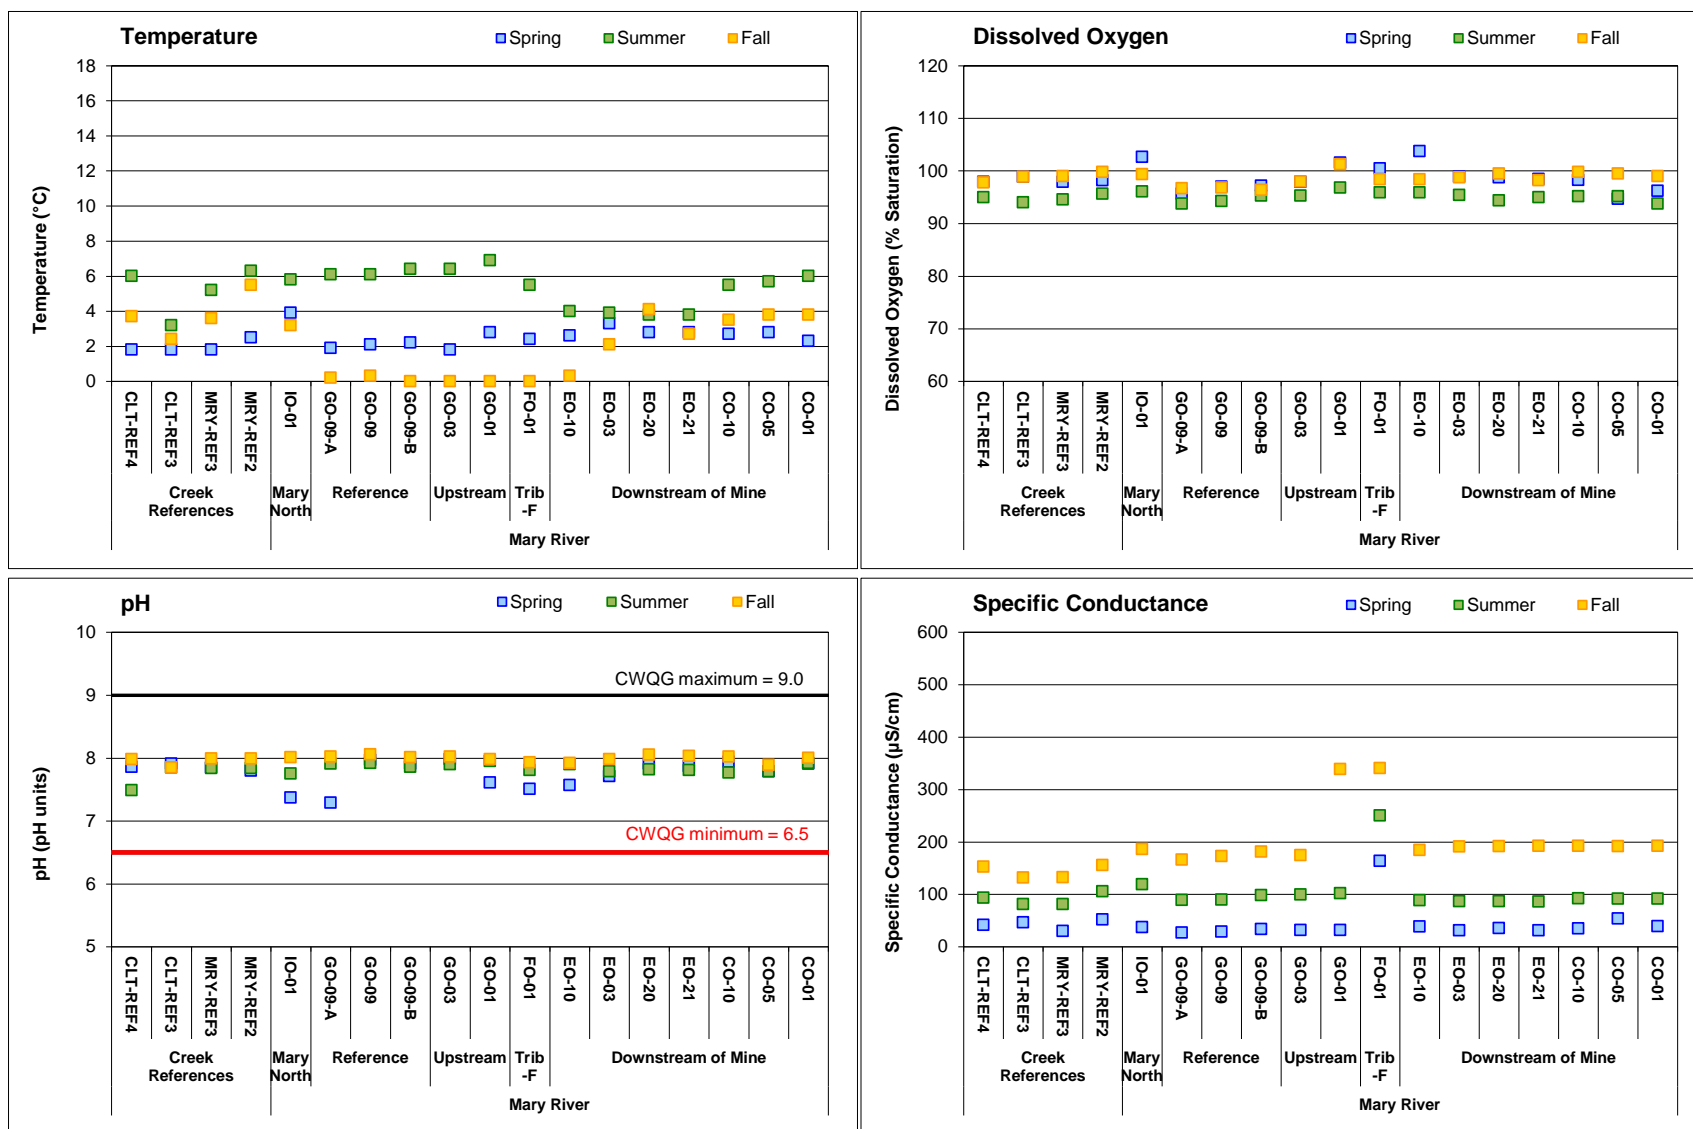 Temperature
Spring Summer Fall
18
16
14
12
10
8
6
4
2
0
Temperature (°C)
CLT-REF4 CLT-REF3 MRY-REF3 MRY-REF2 IO-01 GO-09-A GO-09 GO-09-B GO-03 GO-01 FO-01 EO-10 EO-03 EO-20 EO-21 CO-10 CO-05 CO-01
Creek References Mary North Reference Upstream Trib -F Downstream of Mine
Mary River
Dissolved Oxygen
Spring Summer Fall
120
110
100
90
80
70
60
Dissolved Oxygen (% Saturation)
CLT-REF4 CLT-REF3 MRY-REF3 MRY-REF2 IO-01 GO-09-A GO-09 GO-09-B GO-03 GO-01 FO-01 EO-10 EO-03 EO-20 EO-21 CO-10 CO-05 CO-01
Creek References Mary North Reference Upstream Trib -F Downstream of Mine
Mary River
pH
Spring Summer Fall
10
9
8
7
6
5
pH (pH units)
CWQG maximum = 9.0
CWQG minimum = 6.5
CLT-REF4 CLT-REF3 MRY-REF3 MRY-REF2 IO-01 GO-09-A GO-09 GO-09-B GO-03 GO-01 FO-01 EO-10 EO-03 EO-20 EO-21 CO-10 CO-05 CO-01
Creek References Mary North Reference Upstream Trib -F Downstream of Mine
Mary River
Specific Conductance
Spring Summer Fall
600
500
400
300
200
100
0
Specific Conductance (µS/cm)
CLT-REF4 CLT-REF3 MRY-REF3 MRY-REF2 IO-01 GO-09-A GO-09 GO-09-B GO-03 GO-01 FO-01 EO-10 EO-03 EO-20 EO-21 CO-10 CO-05 CO-01
Creek References Mary North Reference Upstream Trib -F Downstream of Mine
Mary River